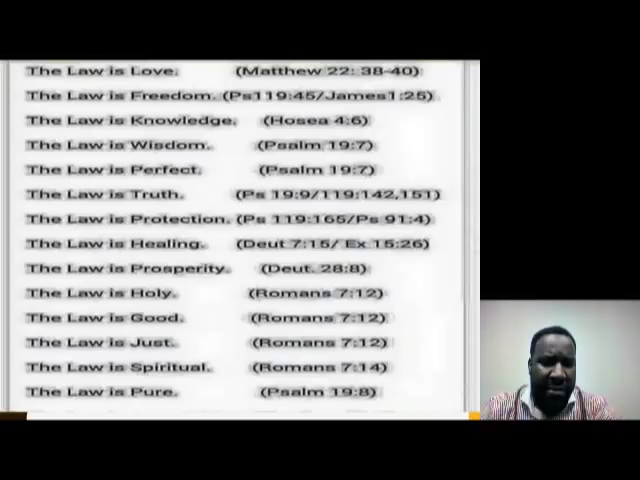 The Law is Love. (Matthew 22: 38-40)
The Law is Freedom. (Ps119:45/James1:25)
The Law is Knowledge. (Hosea 4:6)
The Law is Wisdom. (Psalm 19:7)
The Law is Perfect. (Psalm 19:7)
The Law is Truth. (Ps 19:9/119:142,151)
The Law is Protection. (Ps 119:165/Ps 91:4)
The Law is Healing. (Deut 7:15/ Ex 15:26)
The Law is Prosperity. (Deut. 28:8)
The Law is Holy. (Romans 7:12)
The Law is Good. (Romans 7:12)
The Law is Just. (Romans 7:12)
The Law is Spiritual. (Romans 7:14)
The Law is Pure. (Psalm 19:8)